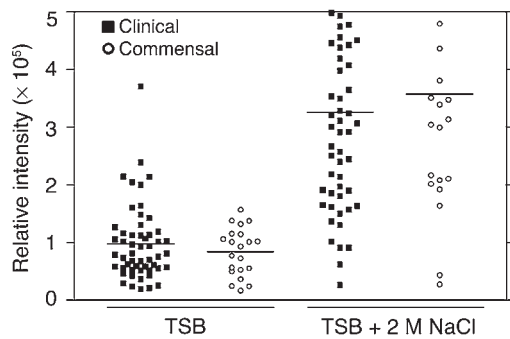 Relative intensity (× 10⁵)
5
4
3
2
1
0
Clinical
Commensal
TSB
TSB + 2 M NaCl